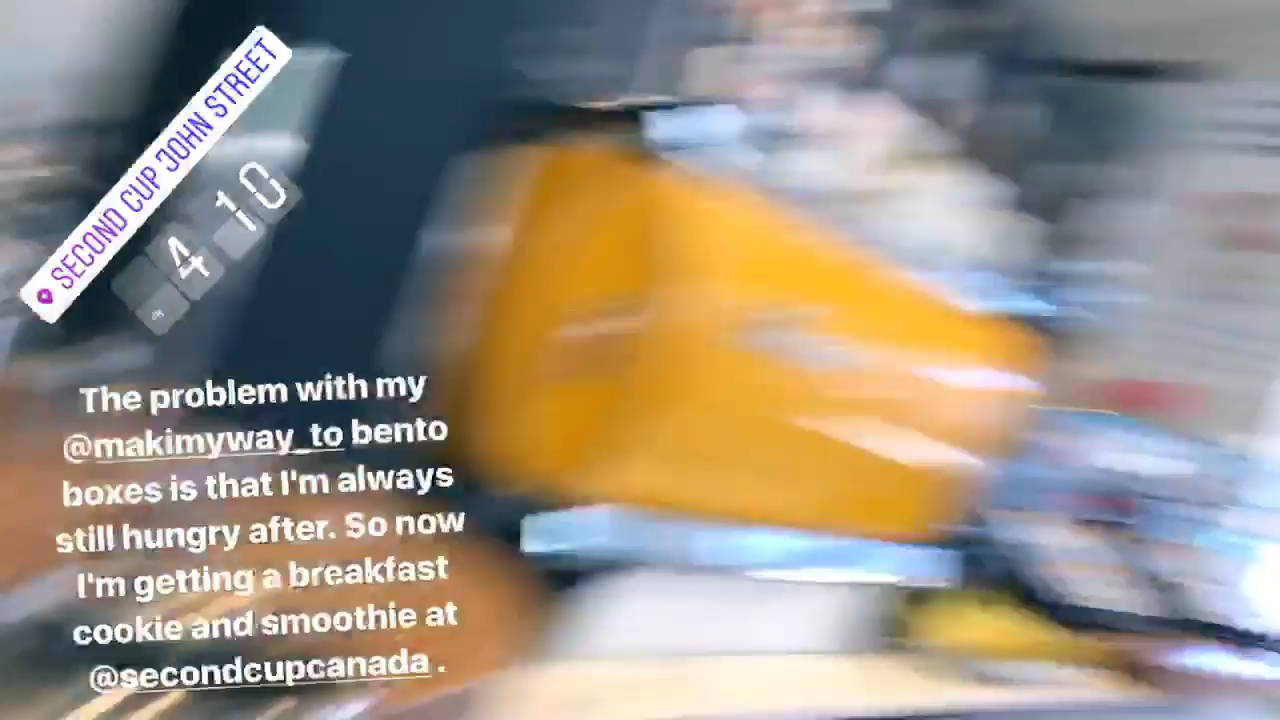 SECOND CUP JOHN STREET
4 10
PM
The problem with my
@makimyway_to bento
boxes is that I'm always
still hungry after. So now
I'm getting a breakfast
cookie and smoothie at
@secondcupcanada .